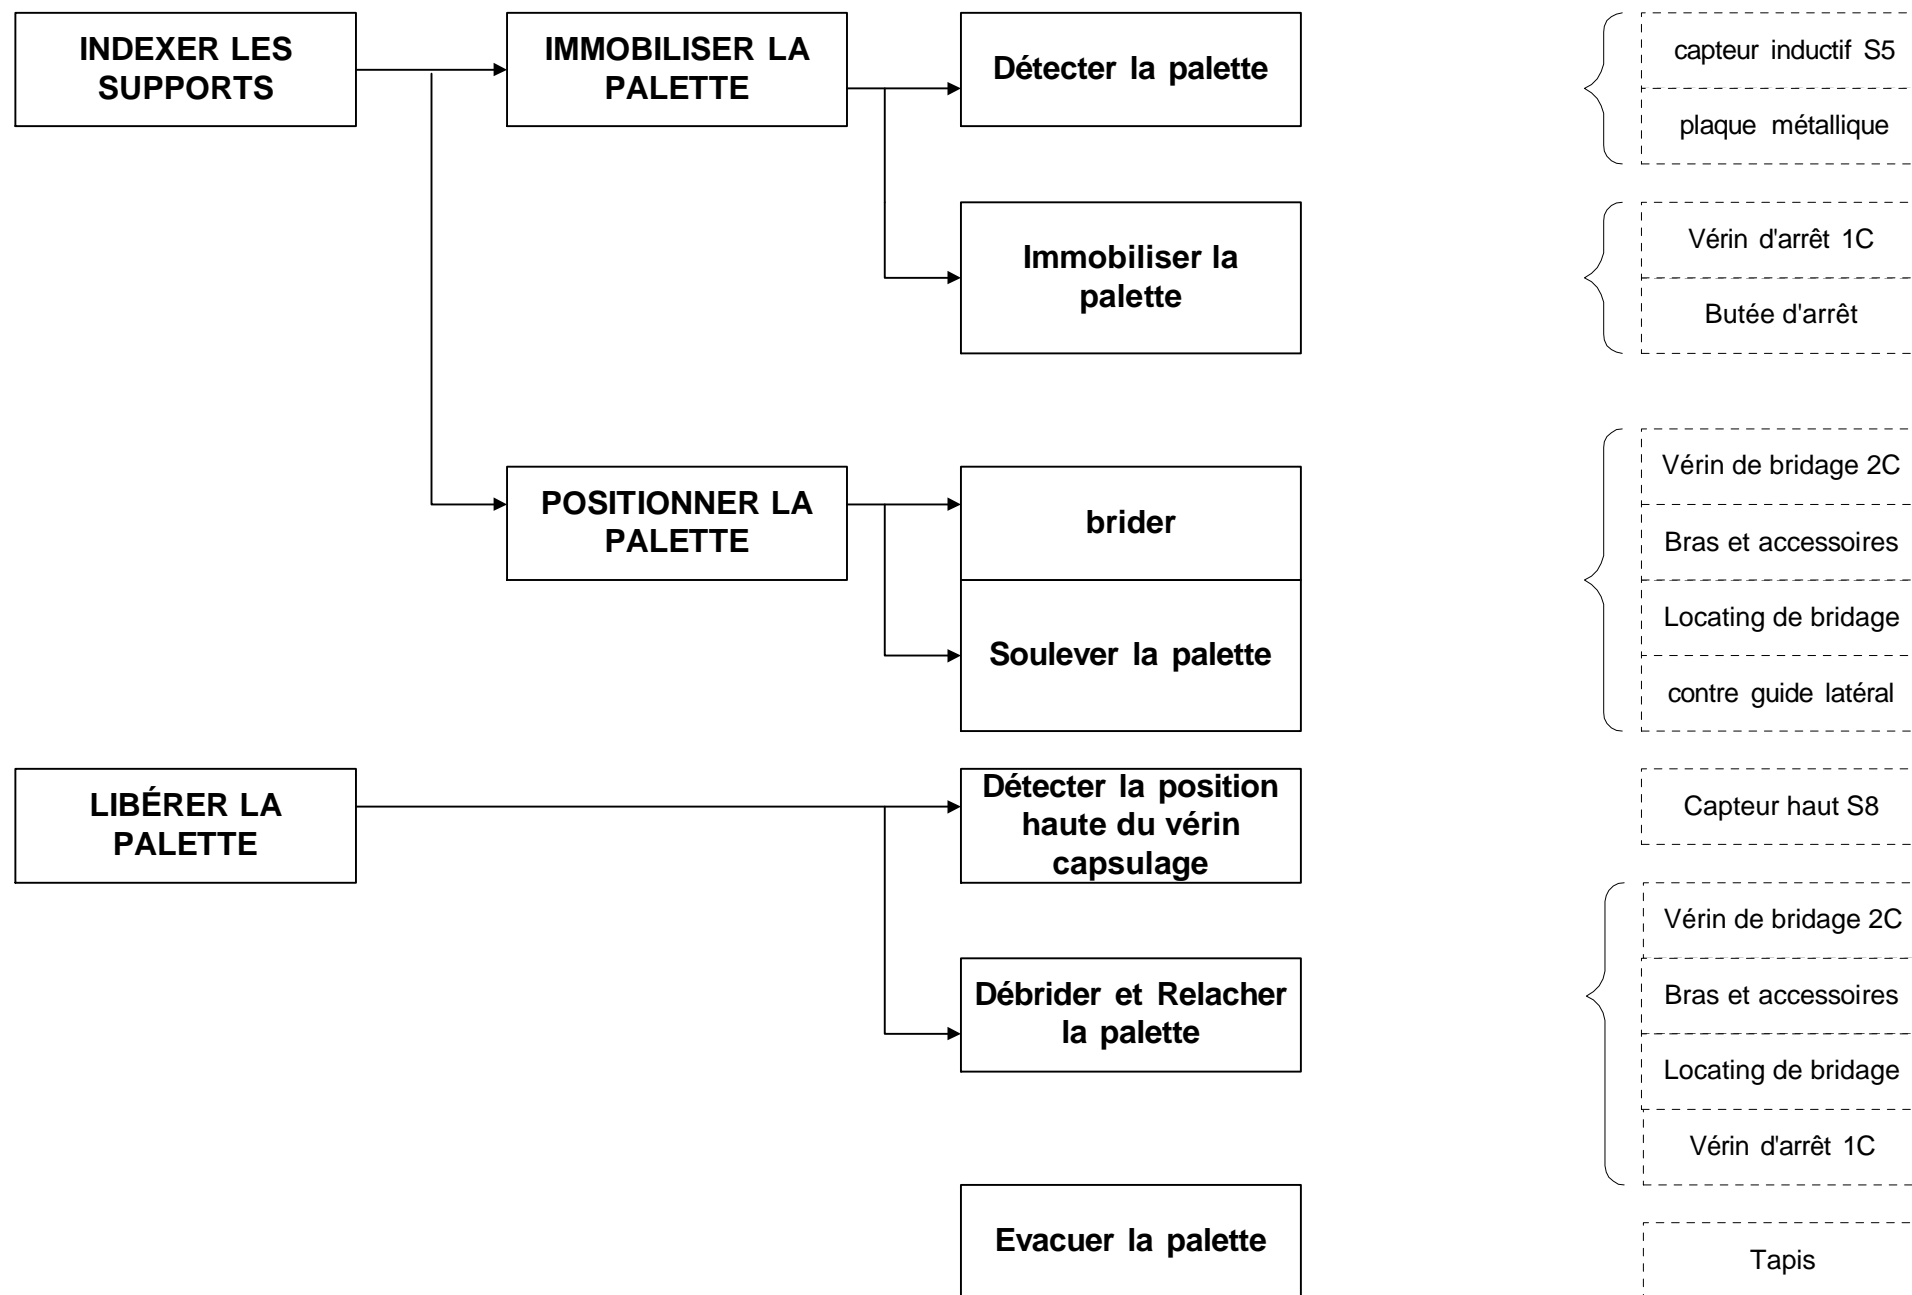 INDEXER LES
SUPPORTS
IMMOBILISER LA
PALETTE
Détecter la palette
capteur inductif S5
plaque métallique
Immobiliser la
palette
Vérin d'arrêt 1C
Butée d'arrêt
POSITIONNER LA
PALETTE
brider
Soulever la palette
Vérin de bridage 2C
Bras et accessoires
Locating de bridage
contre guide latéral
LIBÉRER LA
PALETTE
Détecter la position
haute du vérin
capsulage
Capteur haut S8
Débrider et Relacher
la palette
Vérin de bridage 2C
Bras et accessoires
Locating de bridage
Vérin d'arrêt 1C
Evacuer la palette
Tapis